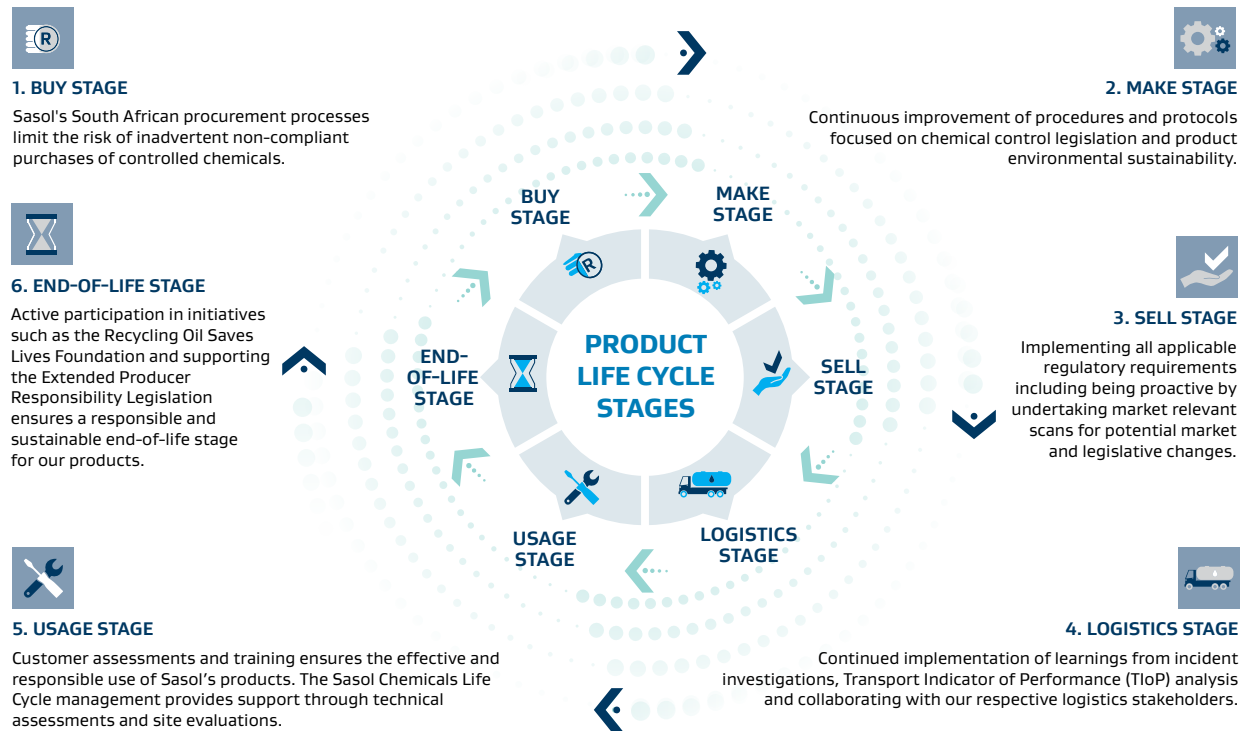 1. BUY STAGE
Sasol's South African procurement processes
limit the risk of inadvertent non-compliant
purchases of controlled chemicals.
2. MAKE STAGE
Continuous improvement of procedures and protocols
focused on chemical control legislation and product
environmental sustainability.
3. SELL STAGE
Implementing all applicable
regulatory requirements
including being proactive by
undertaking market relevant
scans for potential market
and legislative changes.
4. LOGISTICS STAGE
Continued implementation of learnings from incident
investigations, Transport Indicator of Performance (TIoP) analysis
and collaborating with our respective logistics stakeholders.
5. USAGE STAGE
Customer assessments and training ensures the effective and
responsible use of Sasol’s products. The Sasol Chemicals Life
Cycle management provides support through technical
assessments and site evaluations.
6. END-OF-LIFE STAGE
Active participation in initiatives
such as the Recycling Oil Saves
Lives Foundation and supporting
the Extended Producer
Responsibility Legislation
ensures a responsible and
sustainable end-of-life stage
for our products.
PRODUCT
LIFE CYCLE
STAGES
BUY
STAGE
MAKE
STAGE
SELL
STAGE
LOGISTICS
STAGE
USAGE
STAGE
END-
OF-LIFE
STAGE
R
R